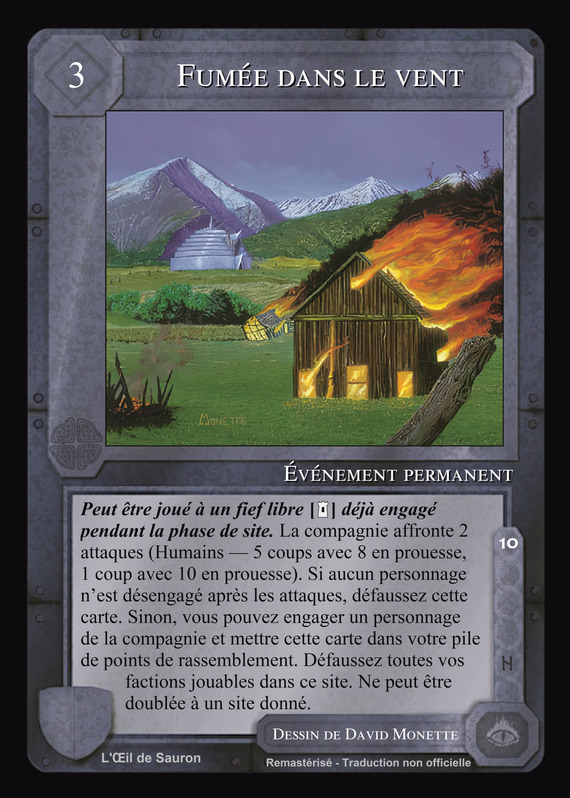 3
FUMÉE DANS LE VENT
MONETTE
ÉVÉNEMENT PERMANENT
Peut être joué à un fief libre [] déjà engagé
pendant la phase de site. La compagnie affronte 2
attaques (Humains — 5 coups avec 8 en prouesse,
1 coup avec 10 en prouesse). Si aucun personnage
n'est désengagé après les attaques, défaussez cette
carte. Sinon, vous pouvez engager un personnage
de la compagnie et mettre cette carte dans votre pile
de points de rassemblement. Défaussez toutes vos
factions jouables dans ce site. Ne peut être
doublée à un site donné.
10
DESSIN DE DAVID MONETTE
L'Œil de Sauron
Remastérisé - Traduction non officielle